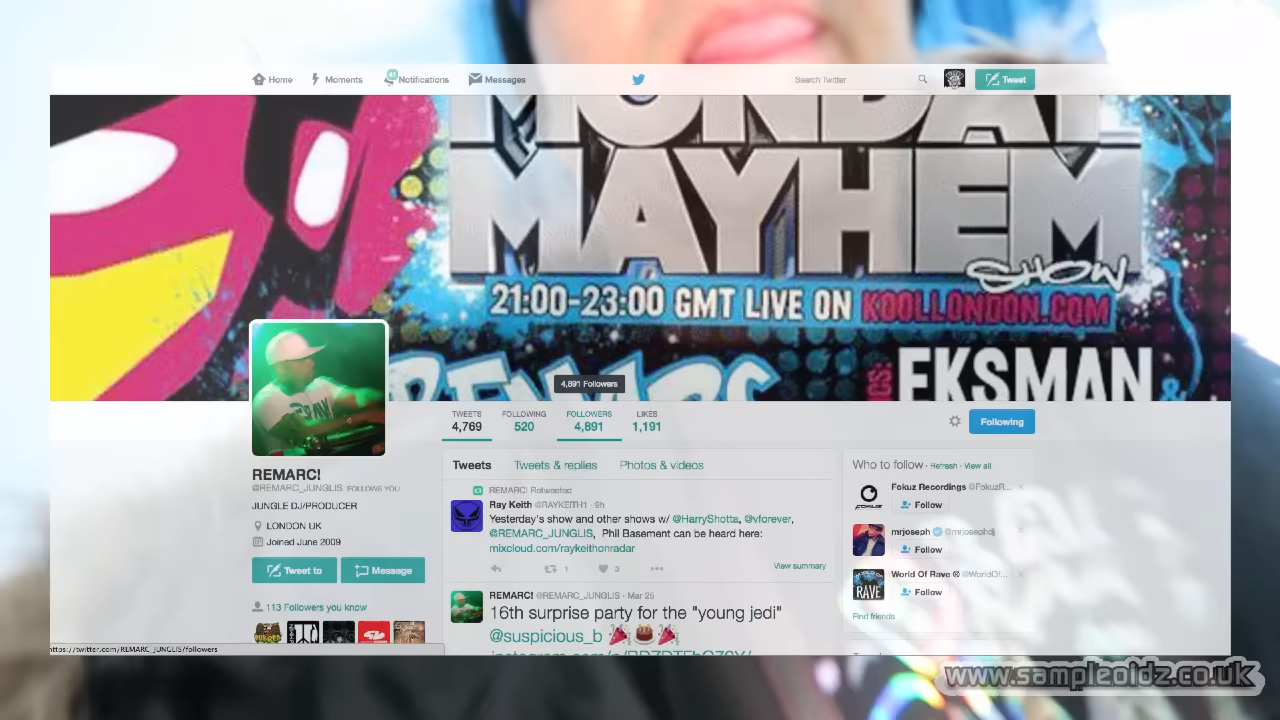 Home
Moments
41
Notifications
Messages
Search Twitter
Tweet
MONDAY
MAYHEM
SHOW
21:00-23:00 GMT LIVE ON KOOLLONDON.COM
EKSMAN
&
4,891 Followers
TWEETS
4,769
FOLLOWING
520
FOLLOWERS
4,891
LIKES
1,191
Following
REMARC!
@REMARC_JUNGLIS FOLLOWS YOU
JUNGLE DJ/PRODUCER
LONDON UK
Joined June 2009
Tweet to
Message
113 Followers you know
Tweets
Tweets & replies
Photos & videos
REMARC! Retweeted
Ray Keith @RAYKEITH1 · 9h
Yesterday's show and other shows w/ @HarryShotta, @vforever,
@REMARC_JUNGLIS, Phil Basement can be heard here:
mixcloud.com/raykeithonradar
1
3
View summary
REMARC! @REMARC_JUNGLIS · Mar 25
16th surprise party for the "young jedi"
@suspicious_b
Who to follow · Refresh · View all
Fokuz Recordings @FokuzR...
FOKUZ
Follow
mrjoseph @mrjosephdj
Follow
World Of Rave ® @WorldOf...
RAVE
Follow
Find friends
https://twitter.com/REMARC_JUNGLIS/followers
www.sampleoldz.co.uk